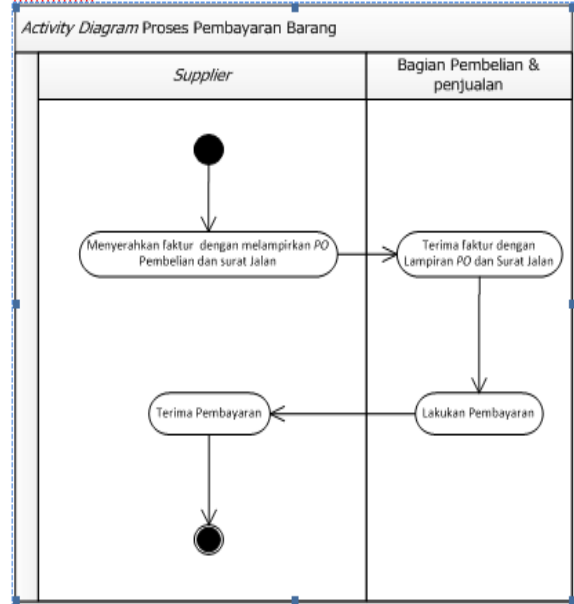 Activity Diagram Proses Pembayaran Barang
Supplier
Bagian Pembelian &
penjualan
Menyerahkan faktur dengan melampirkan PO
Pembelian dan surat Jalan
Terima faktur dengan
Lampiran PO dan Surat Jalan
Terima Pembayaran
Lakukan Pembayaran